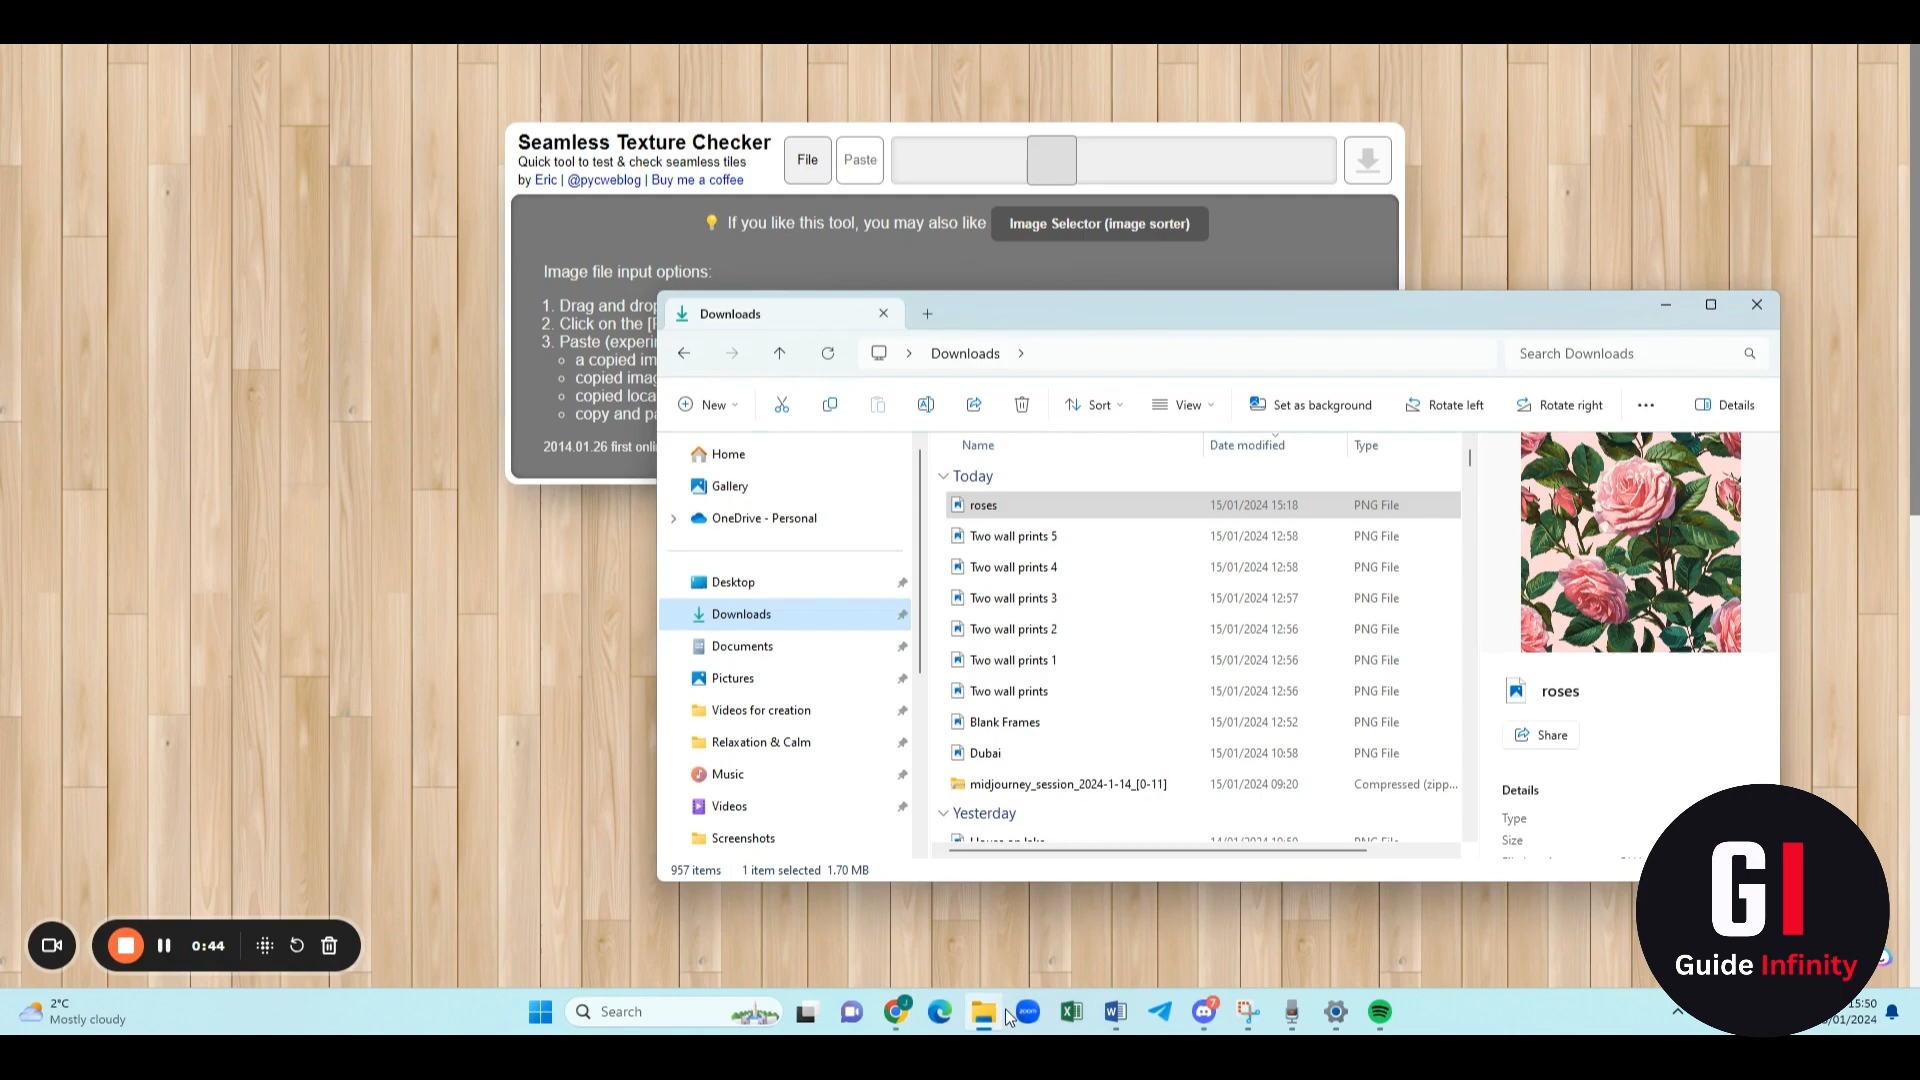 Seamless Texture Checker
Quick tool to test & check seamless tiles
by Eric | @pycweblog | Buy me a coffee
File
Paste
If you like this tool, you may also like
Image Selector (image sorter)
Image file input options:
1. Drag and drop
2. Click on the [F
3. Paste (experi
a copied im
copied imag
copied loca
copy and pa
2014.01.26 first onli
Downloads
Downloads
Search Downloads
New
Sort
View
Set as background
Rotate left
Rotate right
Details
Home
Gallery
OneDrive - Personal
Desktop
Downloads
Documents
Pictures
Videos for creation
Relaxation & Calm
Music
Videos
Screenshots
Name Date modified Type
Today
roses 15/01/2024 15:18 PNG File
Two wall prints 5 15/01/2024 12:58 PNG File
Two wall prints 4 15/01/2024 12:58 PNG File
Two wall prints 3 15/01/2024 12:57 PNG File
Two wall prints 2 15/01/2024 12:56 PNG File
Two wall prints 1 15/01/2024 12:56 PNG File
Two wall prints 15/01/2024 12:56 PNG File
Blank Frames 15/01/2024 12:52 PNG File
Dubai 15/01/2024 10:58 PNG File
midjourney_session_2024-1-14_[0-11] 15/01/2024 09:20 Compressed (zipp...
Yesterday
roses
Share
Details
Type
Size
957 items 1 item selected 1.70 MB
0:44
GI
Guide Infinity
2°C
Mostly cloudy
Search
zoom
7
15:50
/01/2024